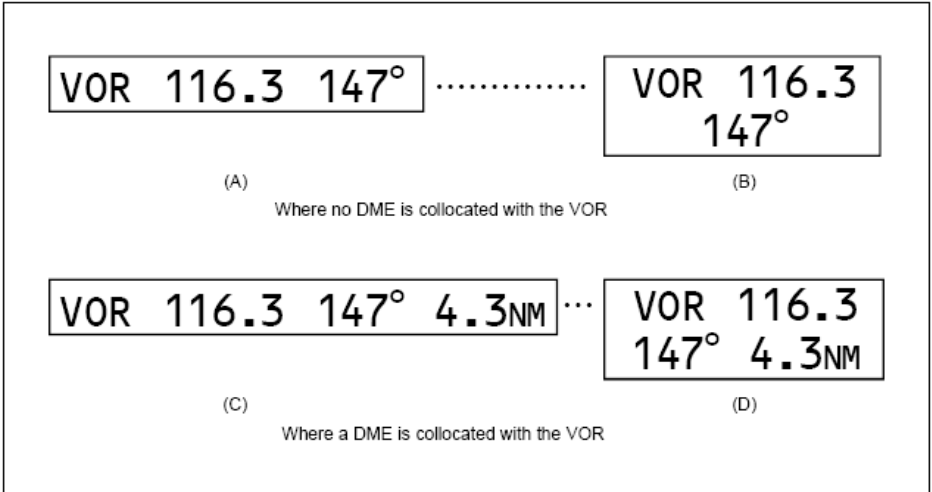 VOR 116.3 147° ..............
VOR 116.3
147°
(A)
(B)
Where no DME is collocated with the VOR
VOR 116.3 147° 4.3NM ...
VOR 116.3
147° 4.3NM
(C)
(D)
Where a DME is collocated with the VOR